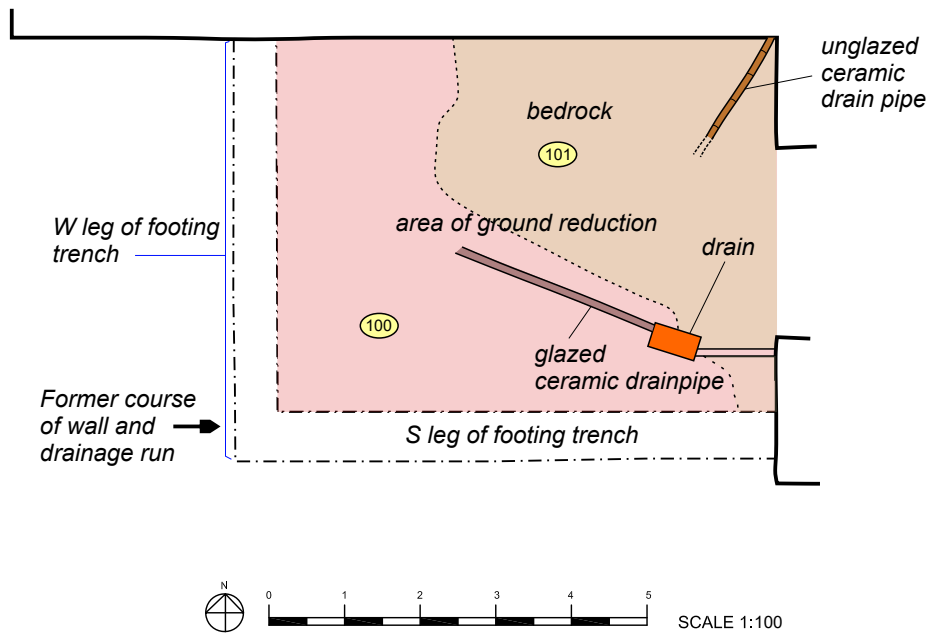 unglazed
ceramic
drain pipe
bedrock
101
W leg of footing
trench
area of ground reduction
drain
100
glazed
ceramic drainpipe
Former course
of wall and
drainage run
S leg of footing trench
N
0 1 2 3 4 5
SCALE 1:100